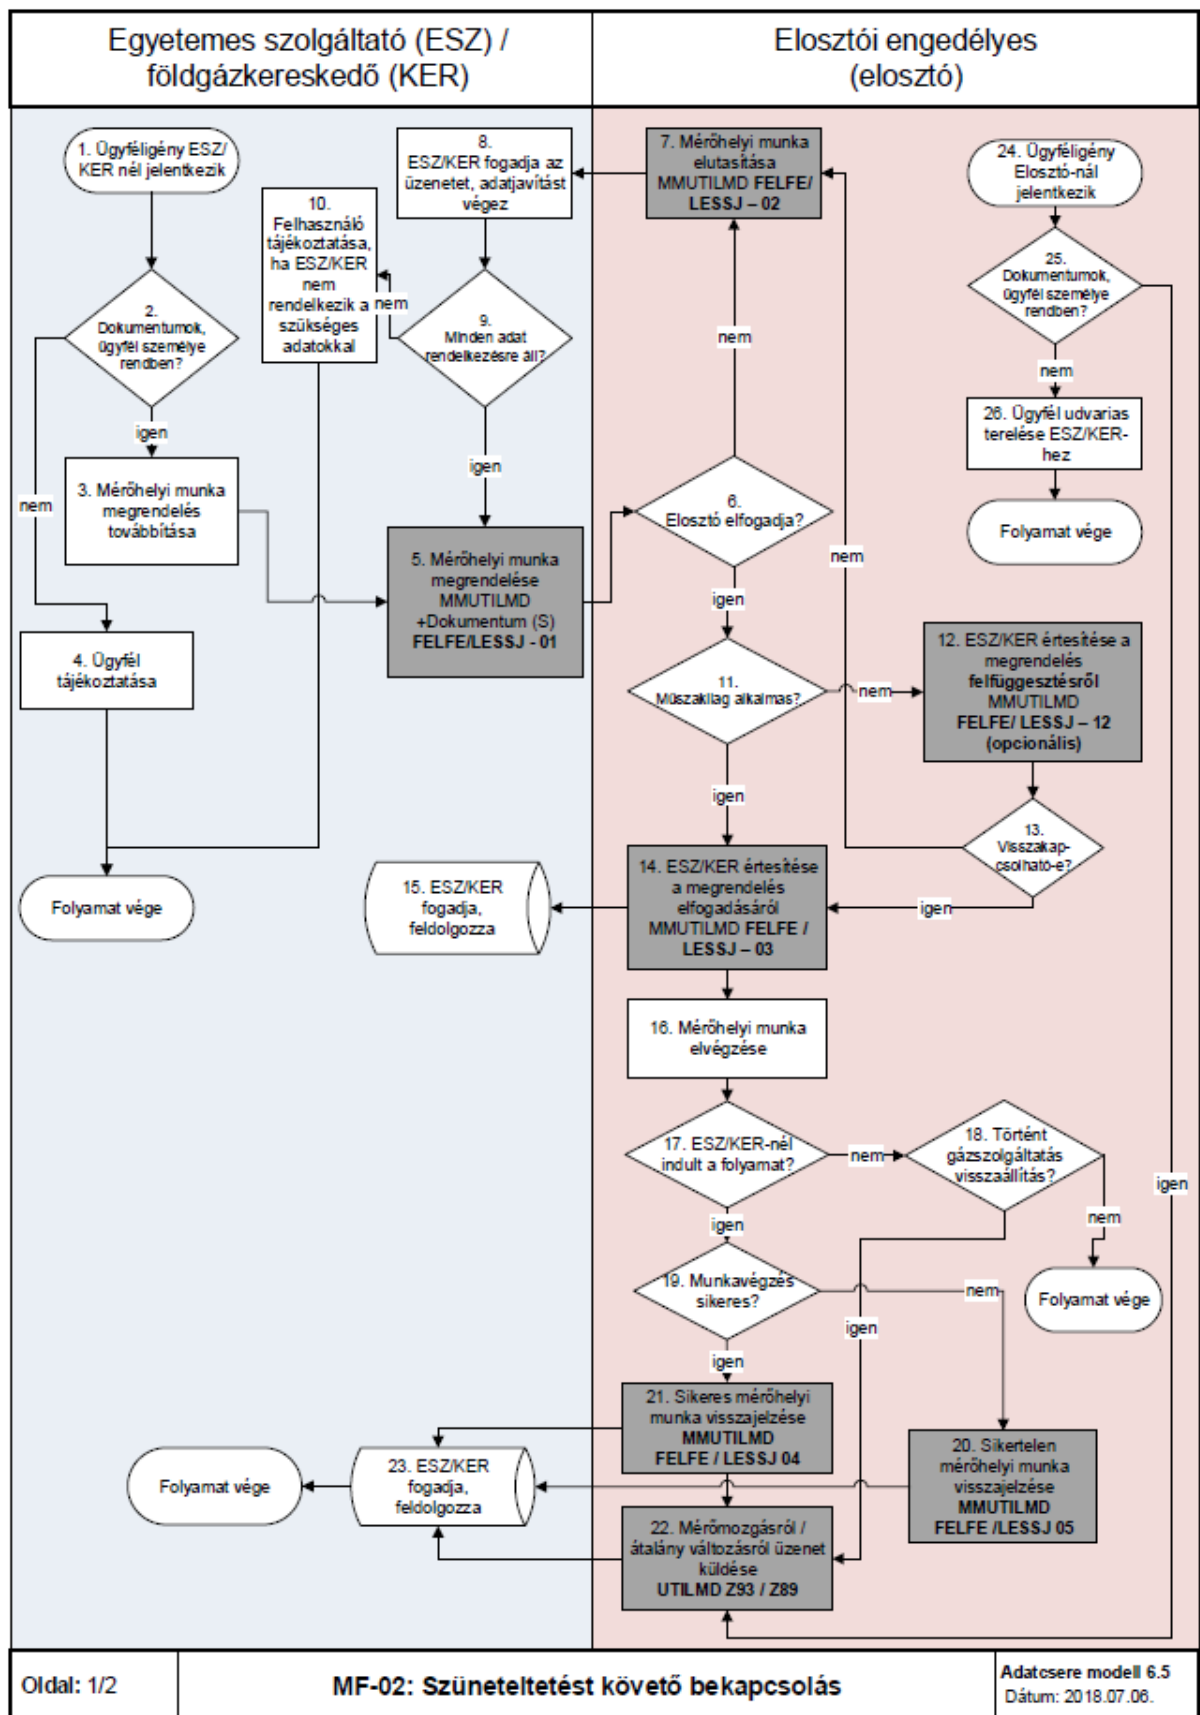 Egyetemes szolgáltató (ESZ) /
földgázkereskedő (KER)
Elosztói engedélyes
(elosztó)
1. Ügyféligény ESZ/
KER nél jelentkezik
2.
Dokumentumok,
ügyfél személye
rendben?
nem
igen
3. Mérőhelyi munka
megrendelés
továbbítása
4. Ügyfél
tájékoztatása
Folyamat vége
8.
ESZ/KER fogadja az
üzenetet, adatjavítást
végez
10.
Felhasználó
tájékoztatása,
ha ESZ/KER
nem
rendelkezik a
szükséges
adatokkal
nem
9.
Minden adat
rendelkezésre áll?
igen
5. Mérőhelyi munka
megrendelése
MMUTILMD
+Dokumentum (S)
FELFE/LESSJ - 01
7. Mérőhelyi munka
elutasítása
MMUTILMD FELFE/
LESSJ – 02
nem
6.
Elosztó elfogadja?
igen
11.
Műszakilag alkalmas?
nem
igen
24. Ügyféligény
Elosztó-nál
jelentkezik
25.
Dokumentumok,
ügyfél személye
rendben?
nem
26. Ügyfél udvarias
terelése ESZ/KER-
hez
Folyamat vége
nem
12. ESZ/KER értesítése a
megrendelés
felfüggesztésről
MMUTILMD
FELFE/ LESSJ – 12
(opcionális)
13.
Visszakap-
csolható-e?
igen
14. ESZ/KER értesítése
a megrendelés
elfogadásáról
MMUTILMD FELFE /
LESSJ – 03
15. ESZ/KER
fogadja,
feldolgozza
16. Mérőhelyi munka
elvégzése
17. ESZ/KER-nél
indult a folyamat?
nem
18. Történt
gázszolgáltatás
visszaállítás?
igen
igen
nem
19. Munkavégzés
sikeres?
nem
Folyamat vége
igen
igen
21. Sikeres mérőhelyi
munka visszajelzése
MMUTILMD
FELFE / LESSJ 04
20. Sikertelen
mérőhelyi munka
visszajelzése
MMUTILMD
FELFE /LESSJ 05
Folyamat vége
23. ESZ/KER
fogadja,
feldolgozza
22. Mérőmozgásról /
átalány változásról üzenet
küldése
UTILMD Z93 / Z89
Oldal: 1/2
MF-02: Szüneteltetést követő bekapcsolás
Adatcsere modell 6.5
Dátum: 2018.07.06.